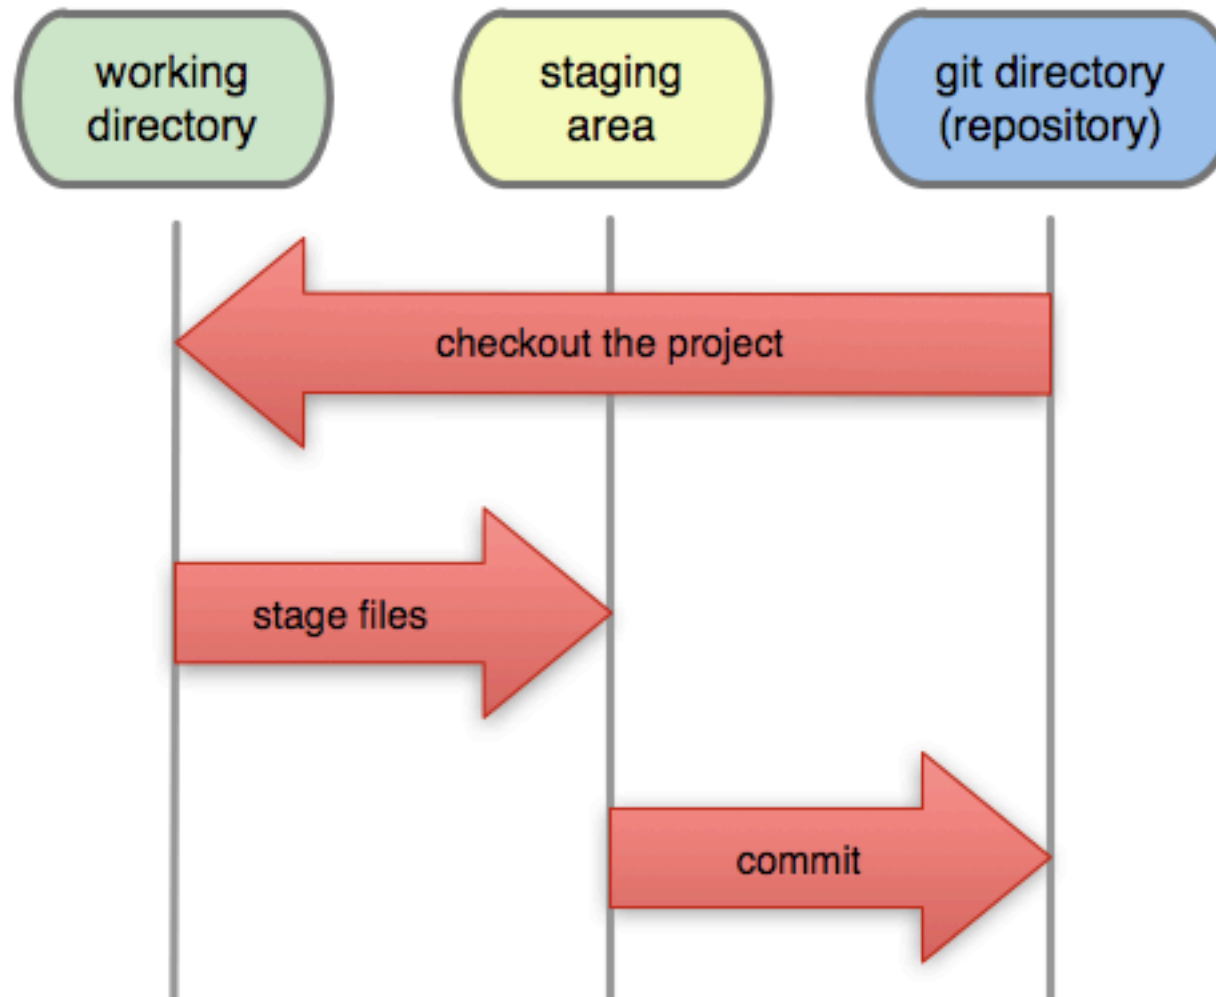 working
directory
staging
area
git directory
(repository)
checkout the project
stage files
commit